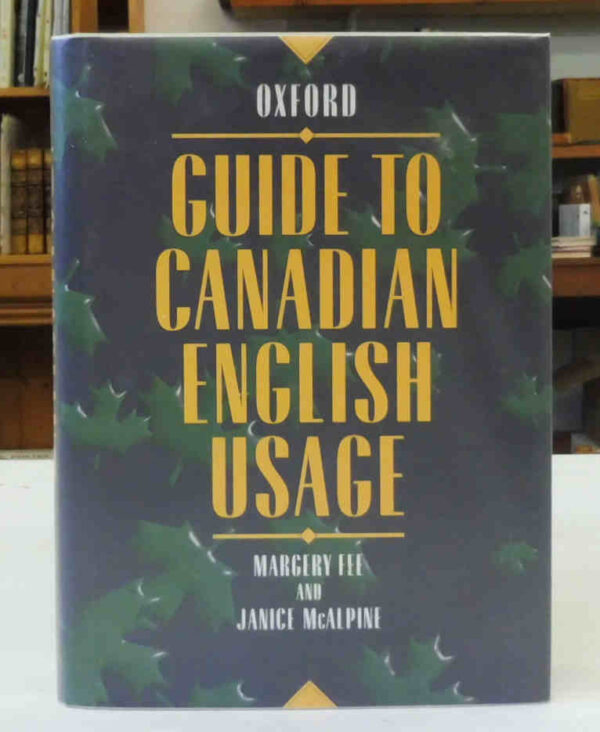 OXFORD
GUIDE TO
CANADIAN
ENGLISH
USAGE
MARGERY FEE
AND
JANICE McALPINE